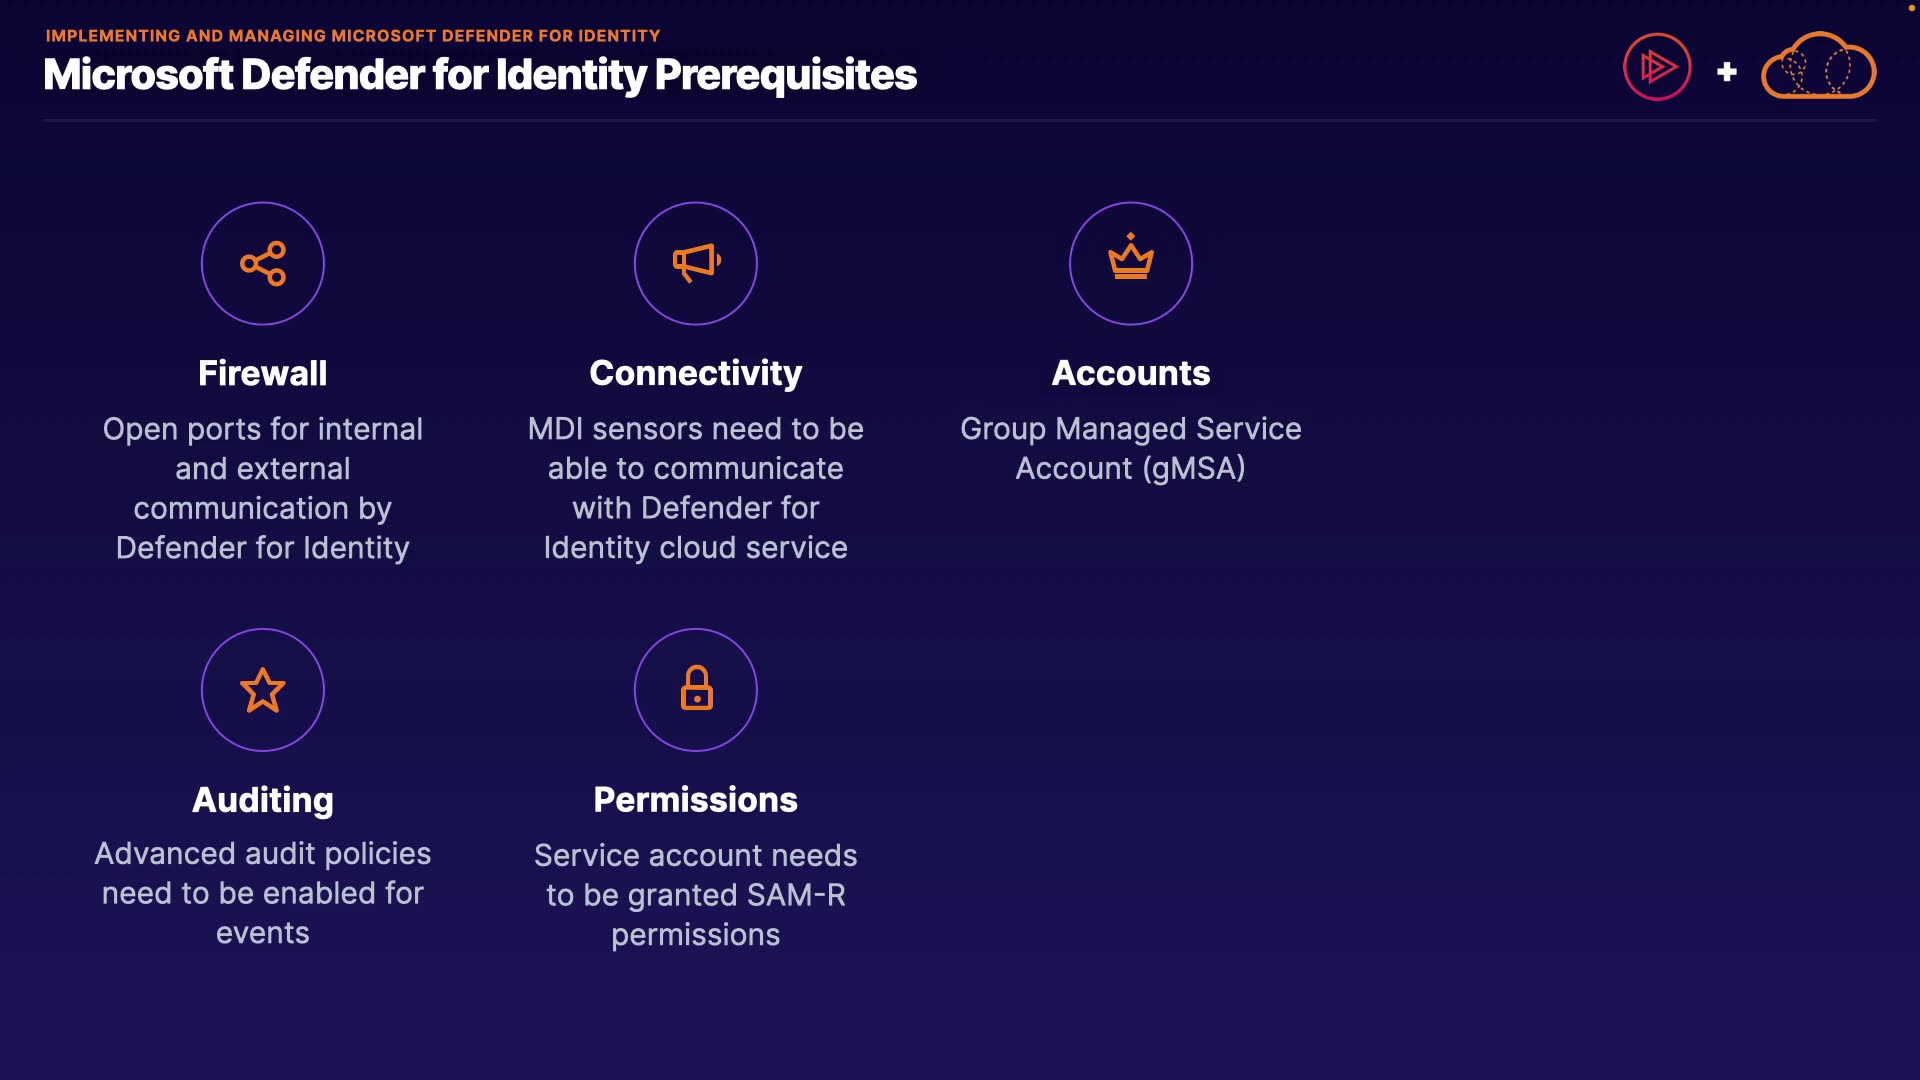 IMPLEMENTING AND MANAGING MICROSOFT DEFENDER FOR IDENTITY
Microsoft Defender for Identity Prerequisites
Firewall
Open ports for internal
and external
communication by
Defender for Identity
Connectivity
MDI sensors need to be
able to communicate
with Defender for
Identity cloud service
Accounts
Group Managed Service
Account (gMSA)
Auditing
Advanced audit policies
need to be enabled for
events
Permissions
Service account needs
to be granted SAM-R
permissions